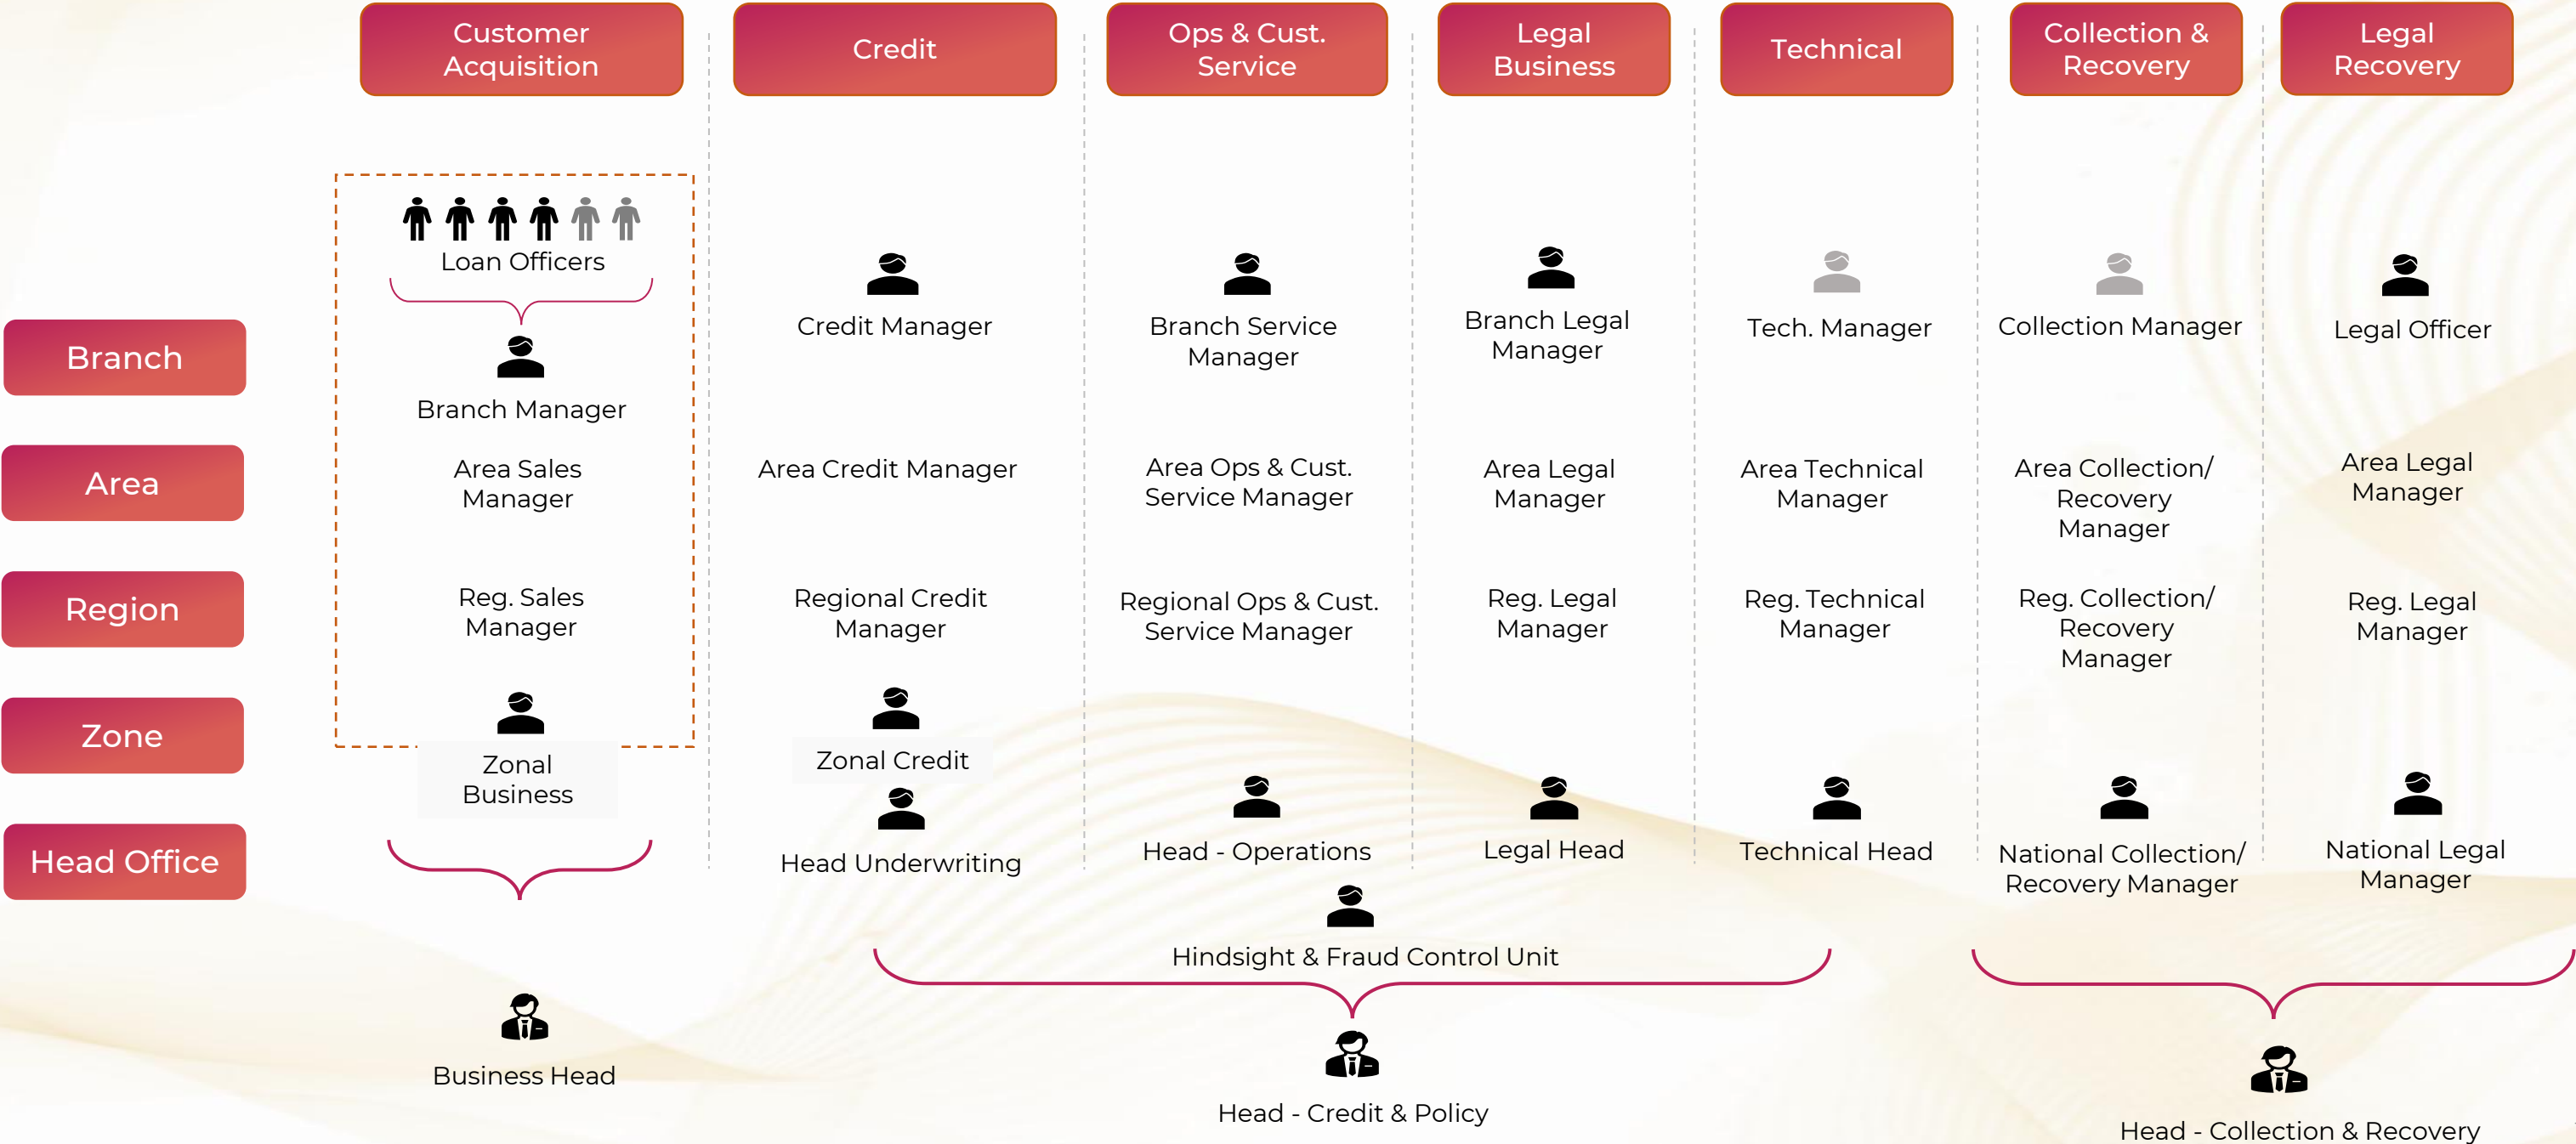 Customer
Acquisition
Credit
Ops & Cust.
Service
Legal
Business
Technical
Collection &
Recovery
Legal
Recovery
Loan Officers
Branch
Branch Manager
Credit Manager
Branch Service
Manager
Branch Legal
Manager
Tech. Manager
Collection Manager
Legal Officer
Area
Area Sales
Manager
Area Credit Manager
Area Ops & Cust.
Service Manager
Area Legal
Manager
Area Technical
Manager
Area Collection/
Recovery
Manager
Area Legal
Manager
Region
Reg. Sales
Manager
Regional Credit
Manager
Regional Ops & Cust.
Service Manager
Reg. Legal
Manager
Reg. Technical
Manager
Reg. Collection/
Recovery
Manager
Reg. Legal
Manager
Zone
Zonal
Business
Zonal Credit
Head Office
Head Underwriting
Head - Operations
Legal Head
Technical Head
National Collection/
Recovery Manager
National Legal
Manager
Hindsight & Fraud Control Unit
Business Head
Head - Credit & Policy
Head - Collection & Recovery